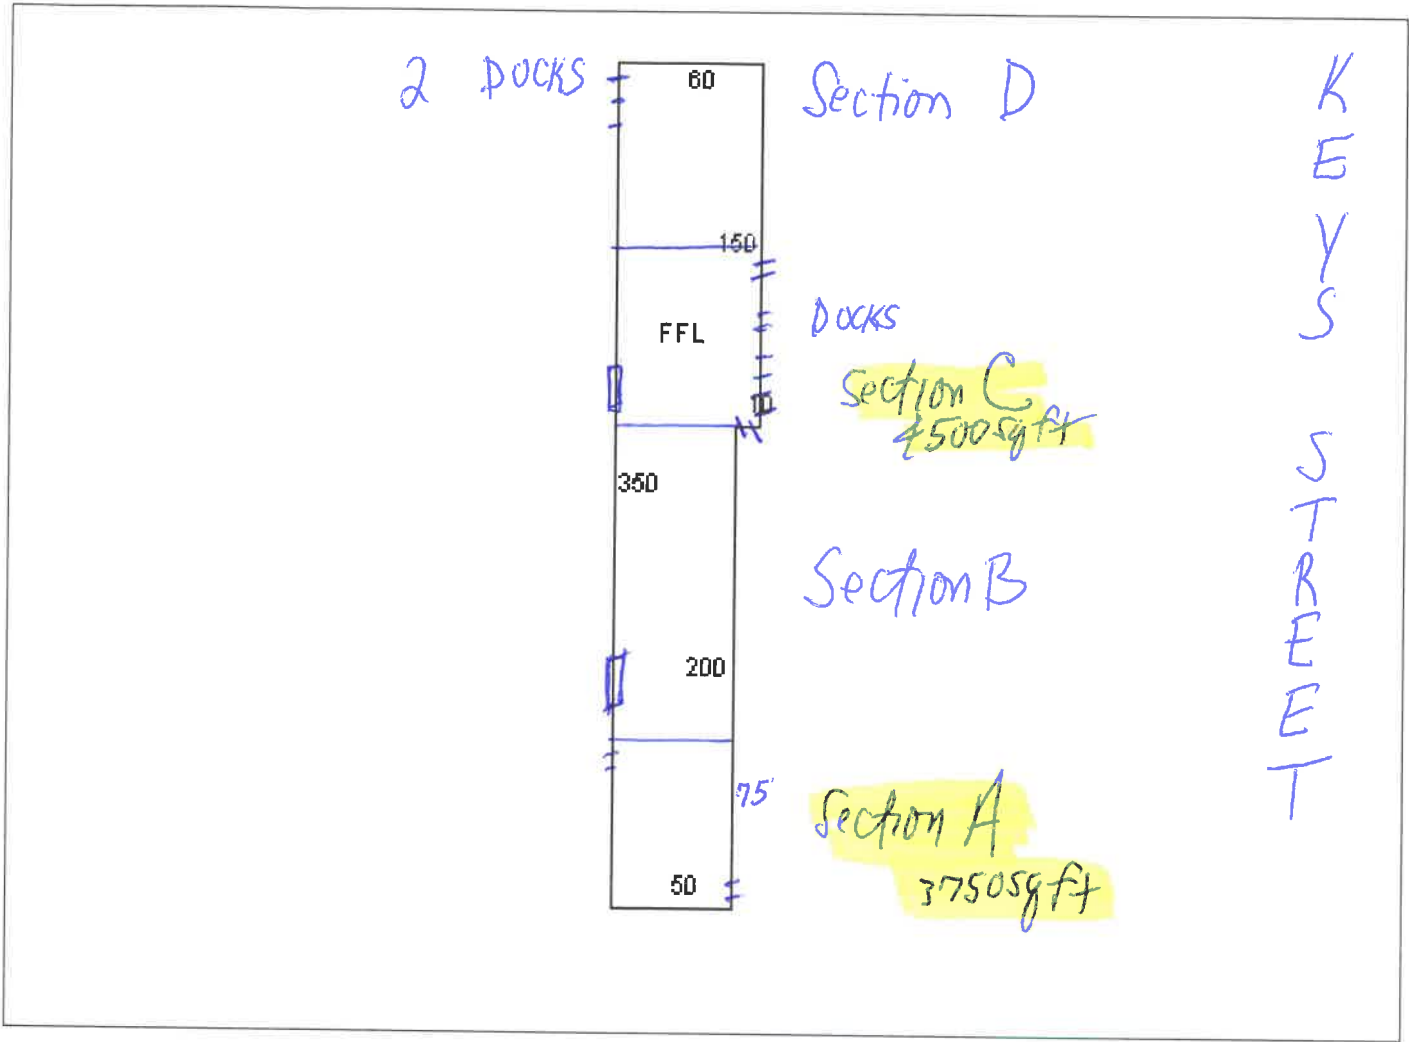 2 DOCKS
60
Section D
150
FFL
DOCKS
10
Section C
4500 sq ft
350
Section B
200
75'
Section A
3750 sq ft
50
KEYS STREET